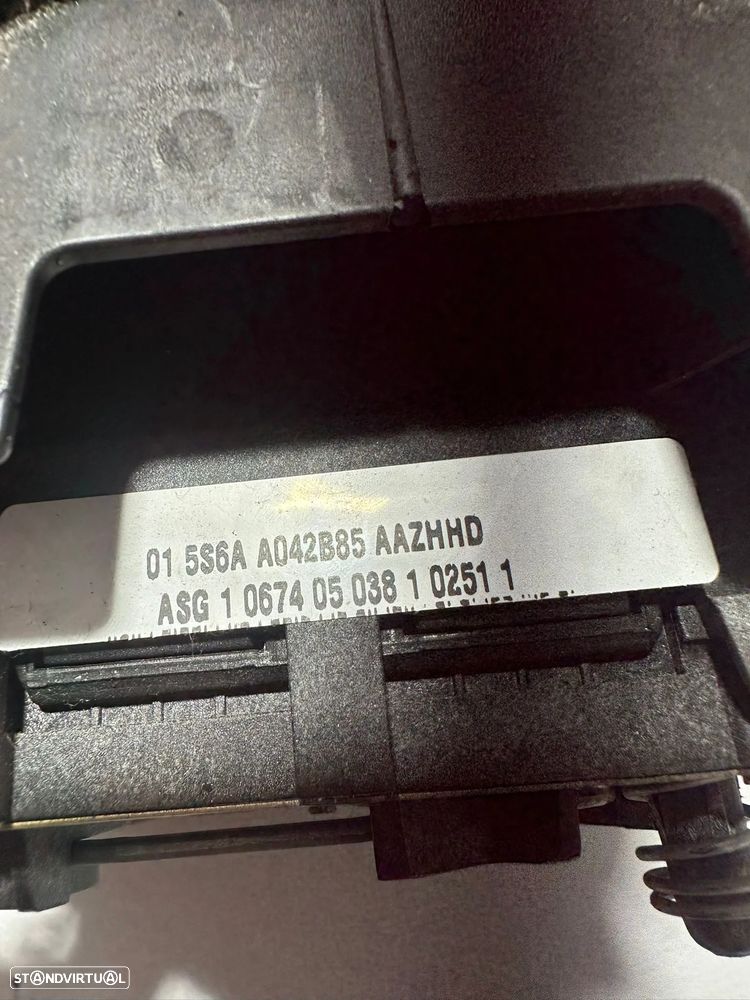 01 5S6A A042B85 AAZHHD
ASG 1 0674 05 038 1 0251 1
STANDVIRTUAL